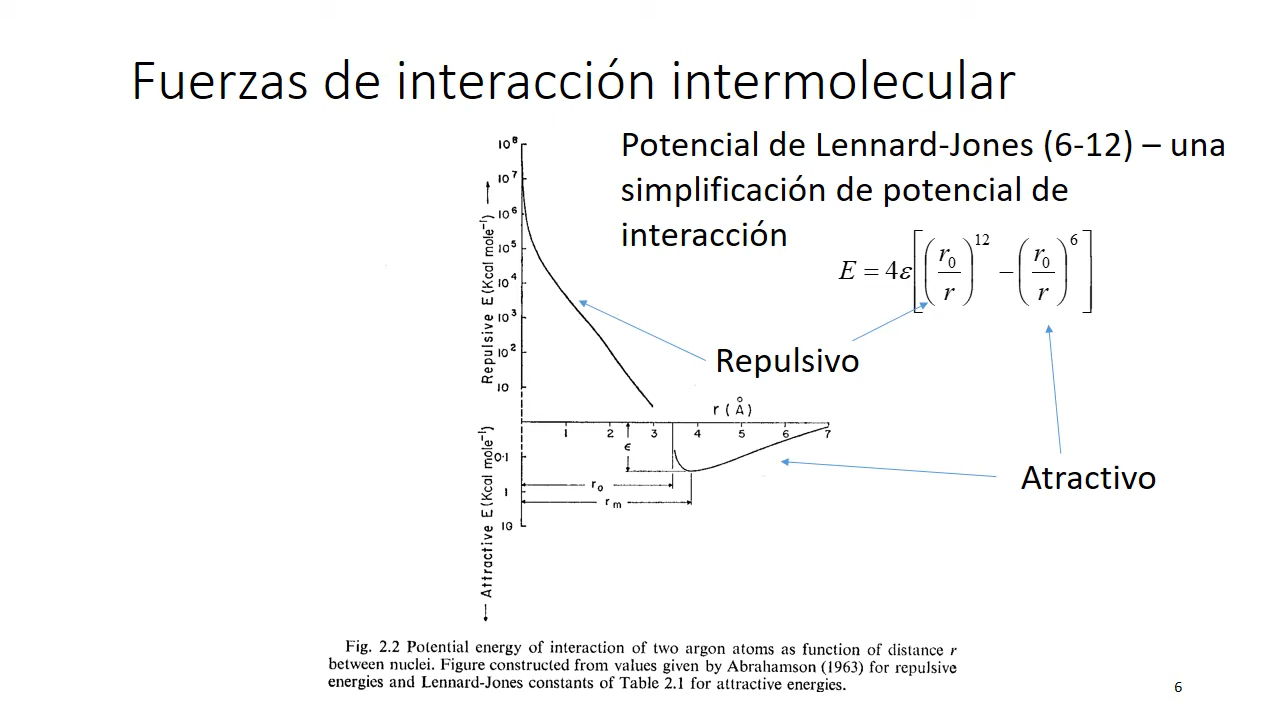 Fuerzas de interacción intermolecular
Potencial de Lennard-Jones (6-12) – una
simplificación de potencial de
interacción
E = 4ε[(r₀/r)¹² − (r₀/r)⁶]
Repulsivo
Atractivo
Repulsive E (Kcal mole⁻¹) →
10⁸
10⁷
10⁶
10⁵
10⁴
10³
10²
10
r (Å)
1 2 3 4 5 6 7
← Attractive E (Kcal mole⁻¹)
0·1
1
10
ϵ
r₀
rₘ
Fig. 2.2 Potential energy of interaction of two argon atoms as function of distance r
between nuclei. Figure constructed from values given by Abrahamson (1963) for repulsive
energies and Lennard-Jones constants of Table 2.1 for attractive energies.
6